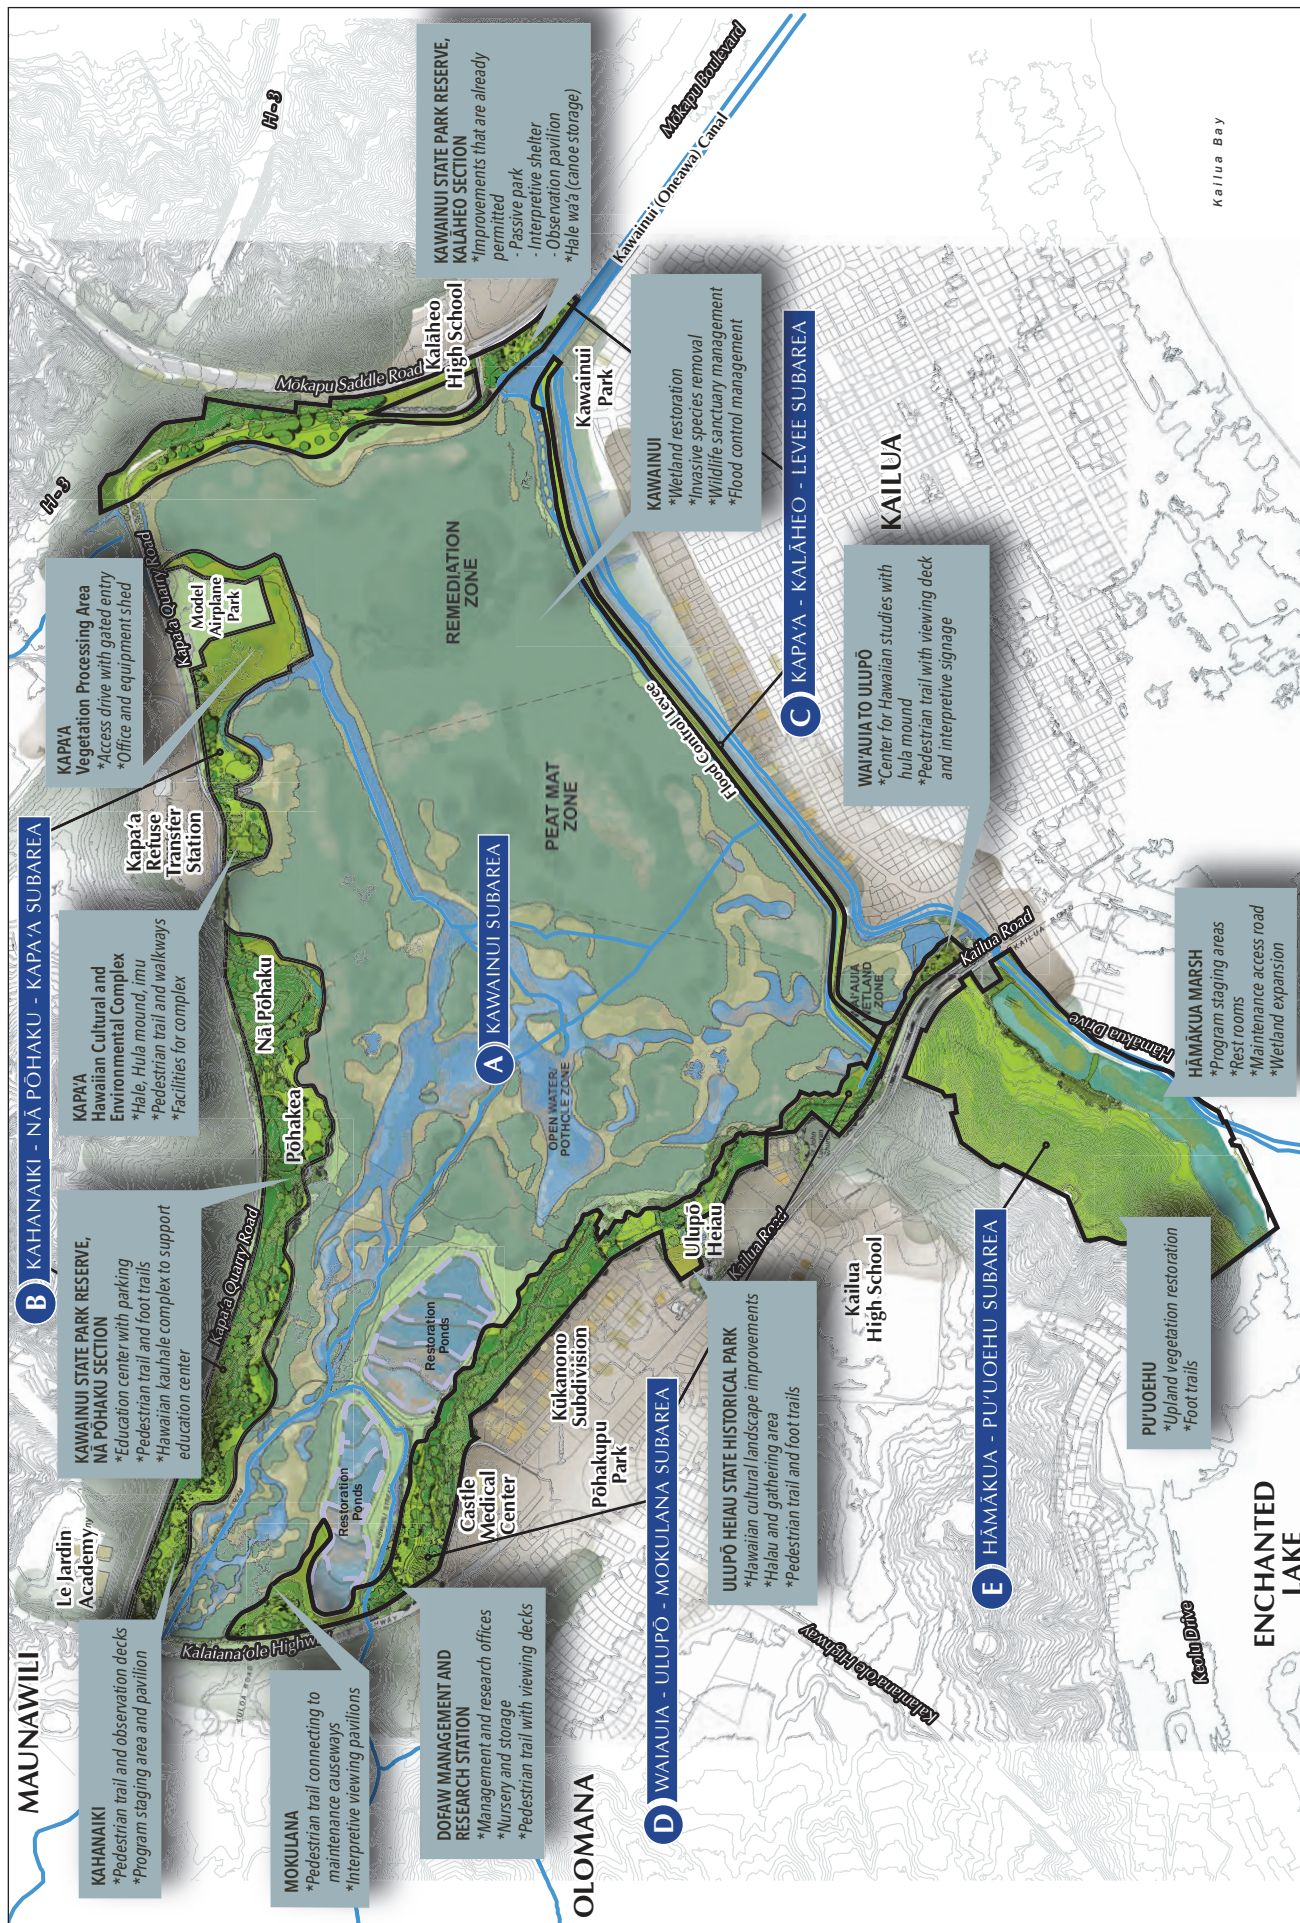 MAUNAWILI
Le Jardin
Academy
KAHANAIKI
*Pedestrian trail and observation decks
*Program staging area and pavilion
MOKULANA
*Pedestrian trail connecting to
maintenance causeways
*Interpretive viewing pavilions
DOFAW MANAGEMENT AND
RESEARCH STATION
*Management and research offices
*Nursery and storage
*Pedestrian trail with viewing decks
OLOMANA
B KAHANAIKI - NĀ PŌHAKU - KAPA‘A SUBAREA
KAWAINUI STATE PARK RESERVE,
NĀ PŌHAKU SECTION
*Education center with parking
*Pedestrian trail and foot trails
*Hawaiian kauhale complex to support
education center
KAPA‘A
Hawaiian Cultural and
Environmental Complex
*Hale, Hula mound, imu
*Pedestrian trail and walkways
*Facilities for complex
KAPA‘A
Vegetation Processing Area
*Access drive with gated entry
*Office and equipment shed
KAWAINUI STATE PARK RESERVE,
KALĀHEO SECTION
*Improvements that are already
permitted
- Passive park
- Interpretive shelter
- Observation pavilion
*Hale wa‘a (canoe storage)
H-3
H-3
Mōkapu Boulevard
Kawainui (Oneawa) Canal
Mōkapu Saddle Road
Kalāheo
High School
Kawainui
Park
Kapa‘a Quarry Road
Model
Airplane
Park
Kapa‘a
Refuse
Transfer
Station
Nā Pōhaku
Pōhakea
Kapa‘a Quarry Road
REMEDIATION
ZONE
PEAT MAT
ZONE
A KAWAINUI SUBAREA
OPEN WATER/
POTHOLE ZONE
Restoration
Ponds
Restoration
Ponds
KAWAINUI
*Wetland restoration
*Invasive species removal
*Wildlife sanctuary management
*Flood control management
C KAPA‘A - KALĀHEO - LEVEE SUBAREA
Flood Control Levee
KAILUA
Kailua Bay
WAI‘AUIA TO ULUPŌ
*Center for Hawaiian studies with
hula mound
*Pedestrian trail with viewing deck
and interpretive signage
WETLAND
ZONE
Kailua Road
KAILUA
Hāmākua Drive
HĀMĀKUA MARSH
*Program staging areas
*Rest rooms
*Maintenance access road
*Wetland expansion
Ulupō
Heiau
Kailua Road
Kailua
High School
Kūkanono
Subdivision
Pōhakupu
Park
Castle
Medical
Center
D WAIAUIA - ULUPŌ - MOKULANA SUBAREA
ULUPŌ HEIAU STATE HISTORICAL PARK
*Hawaiian cultural landscape improvements
*Halau and gathering area
*Pedestrian trail and foot trails
E HĀMĀKUA - PU‘UOEHU SUBAREA
PU‘UOEHU
*Upland vegetation restoration
*Foot trails
Kalaniana‘ole Highway
Keolu Drive
ENCHANTED
LAKE